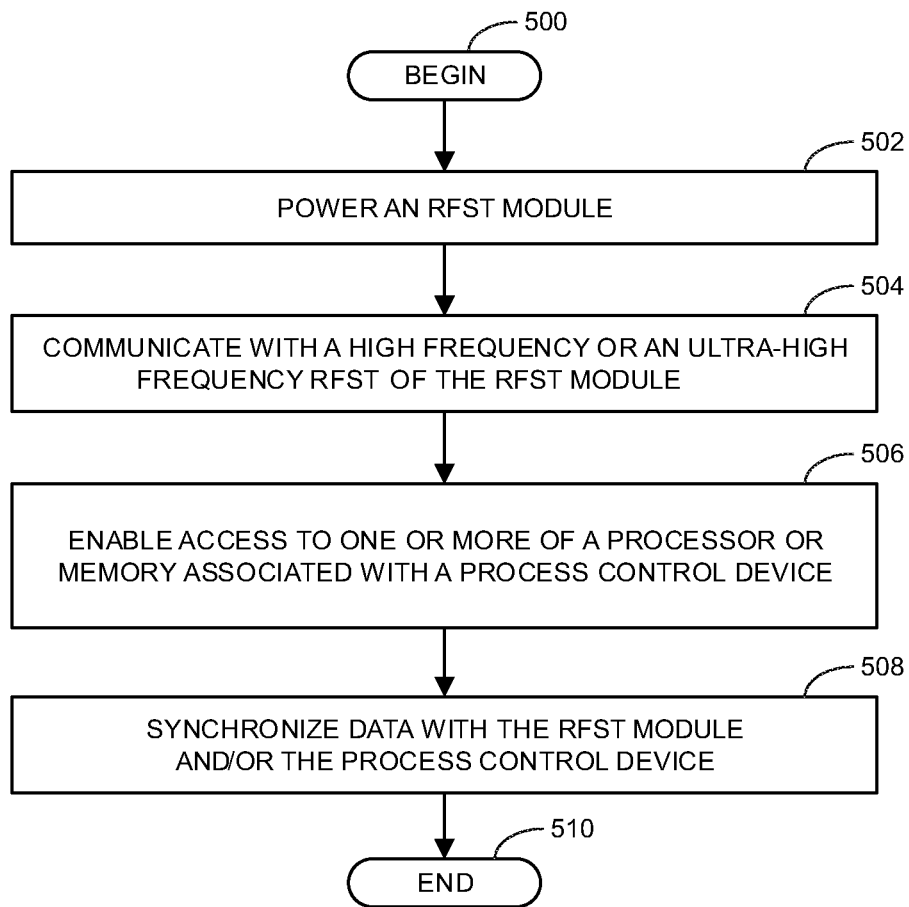 500
BEGIN
502
POWER AN RFST MODULE
504
COMMUNICATE WITH A HIGH FREQUENCY OR AN ULTRA-HIGH
FREQUENCY RFST OF THE RFST MODULE
506
ENABLE ACCESS TO ONE OR MORE OF A PROCESSOR OR
MEMORY ASSOCIATED WITH A PROCESS CONTROL DEVICE
508
SYNCHRONIZE DATA WITH THE RFST MODULE
AND/OR THE PROCESS CONTROL DEVICE
510
END